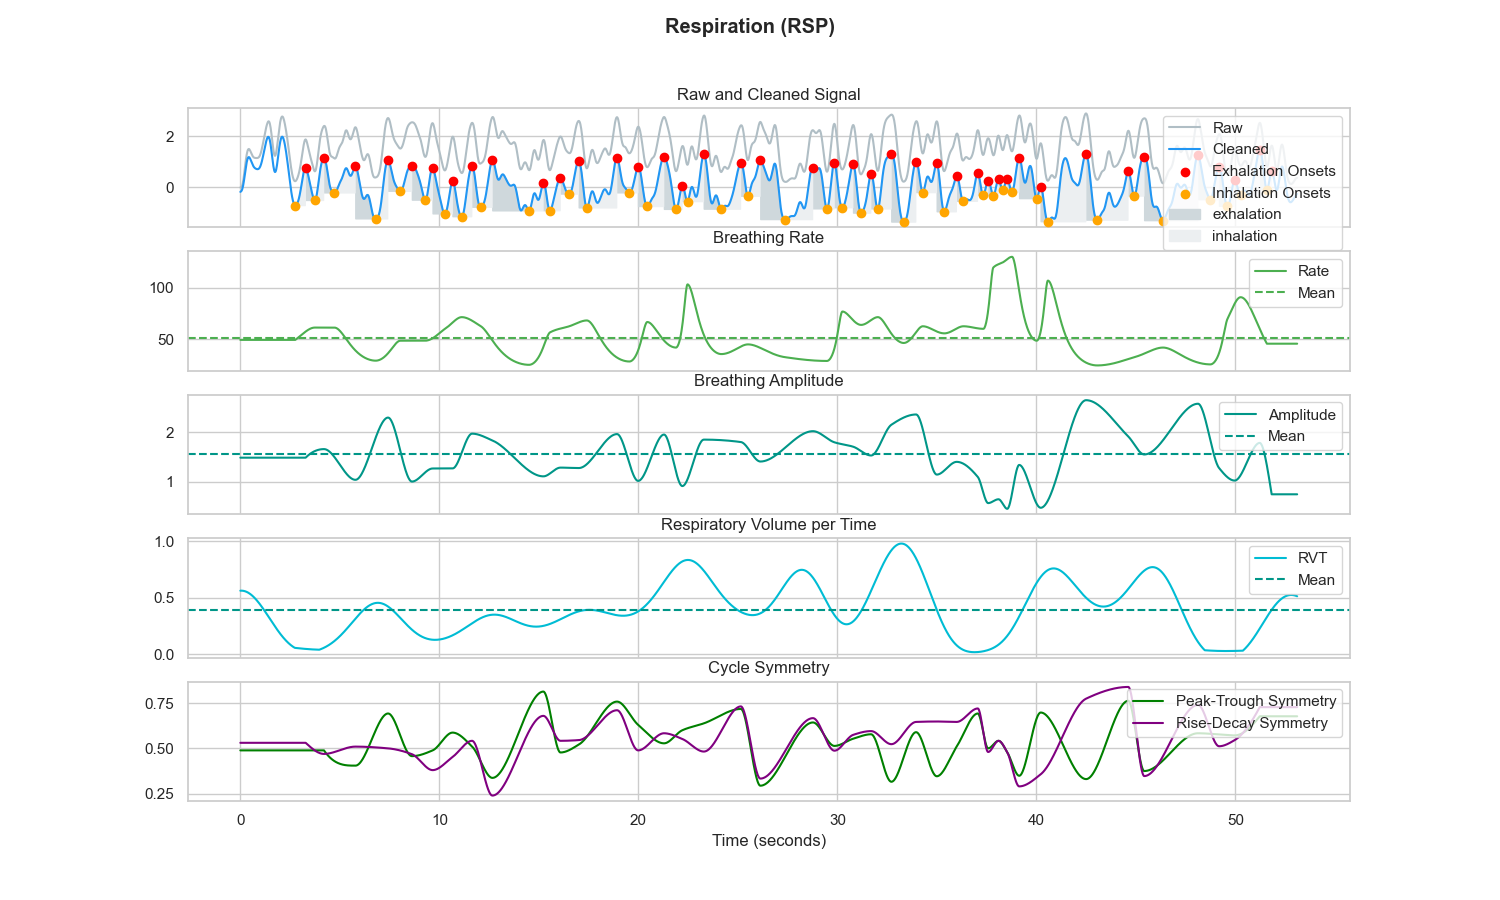 Respiration (RSP)
Raw and Cleaned Signal
2
0
Raw
Cleaned
Exhalation Onsets
Inhalation Onsets
exhalation
inhalation
Breathing Rate
100
50
Rate
Mean
Breathing Amplitude
2
1
Amplitude
Mean
Respiratory Volume per Time
1.0
0.5
0.0
RVT
Mean
Cycle Symmetry
0.75
0.50
0.25
Peak-Trough Symmetry
Rise-Decay Symmetry
0 10 20 30 40 50
Time (seconds)